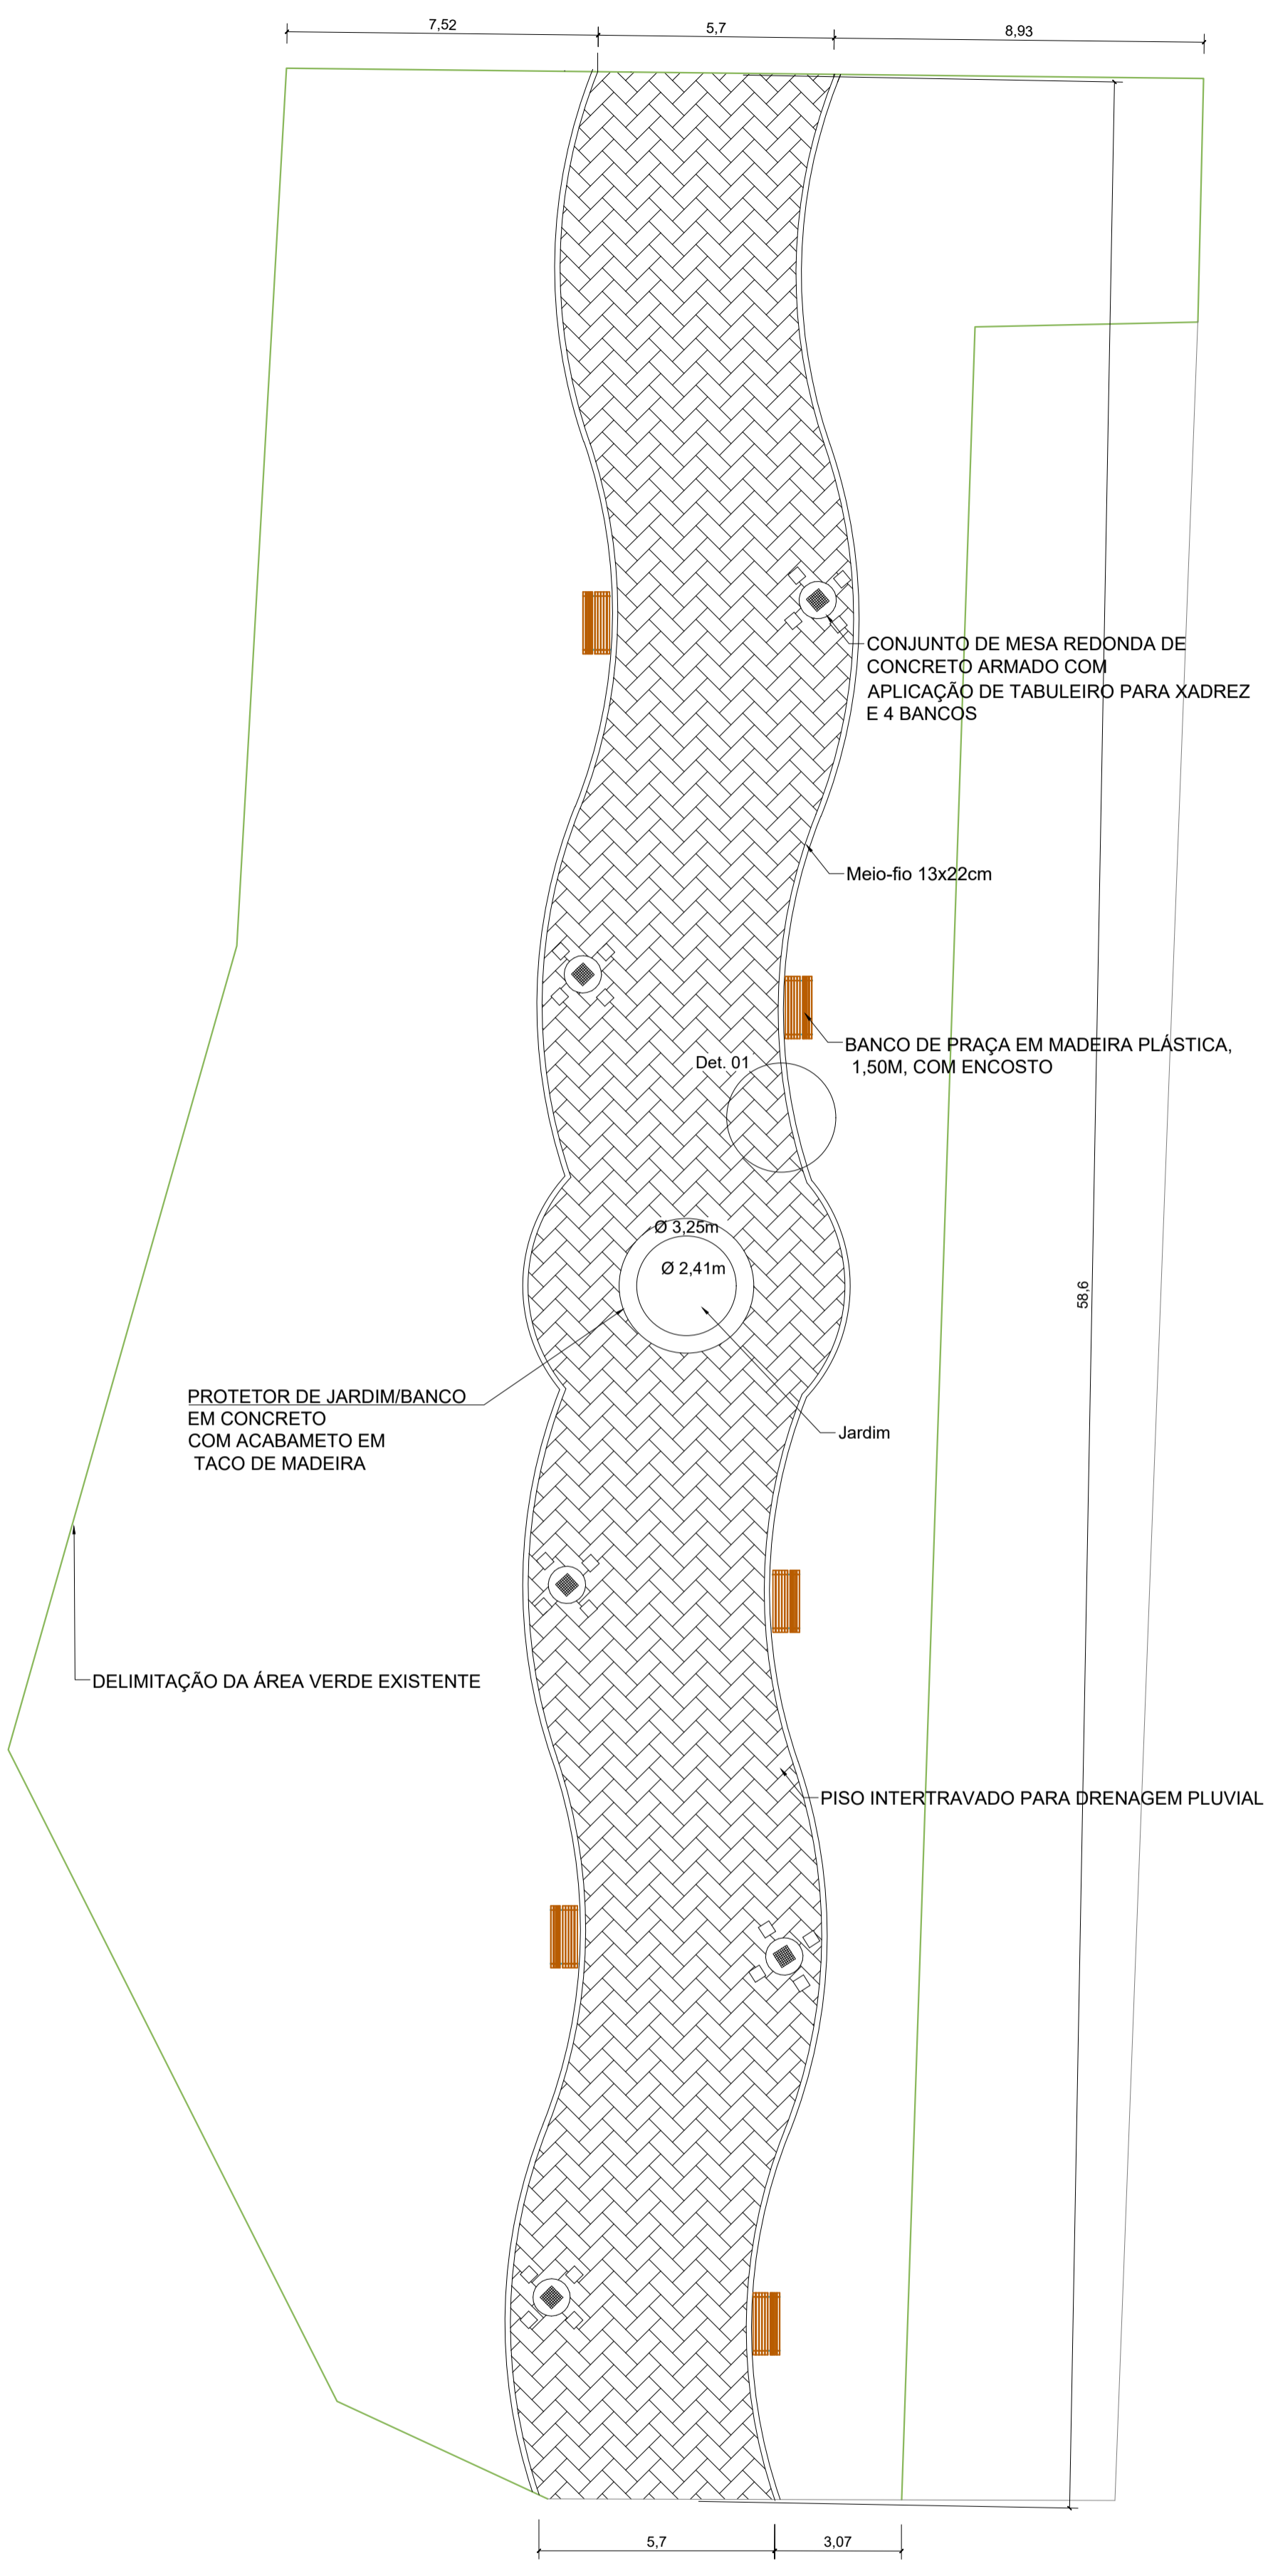 7,52
5,7
8,93
CONJUNTO DE MESA REDONDA DE
CONCRETO ARMADO COM
APLICAÇÃO DE TABULEIRO PARA XADREZ
E 4 BANCOS
Meio-fio 13x22cm
BANCO DE PRAÇA EM MADEIRA PLÁSTICA,
1,50M, COM ENCOSTO
Det. 01
Ø 3,25m
Ø 2,41m
58,6
PROTETOR DE JARDIM/BANCO
EM CONCRETO
COM ACABAMETO EM
TACO DE MADEIRA
Jardim
DELIMITAÇÃO DA ÁREA VERDE EXISTENTE
PISO INTERTRAVADO PARA DRENAGEM PLUVIAL
5,7
3,07